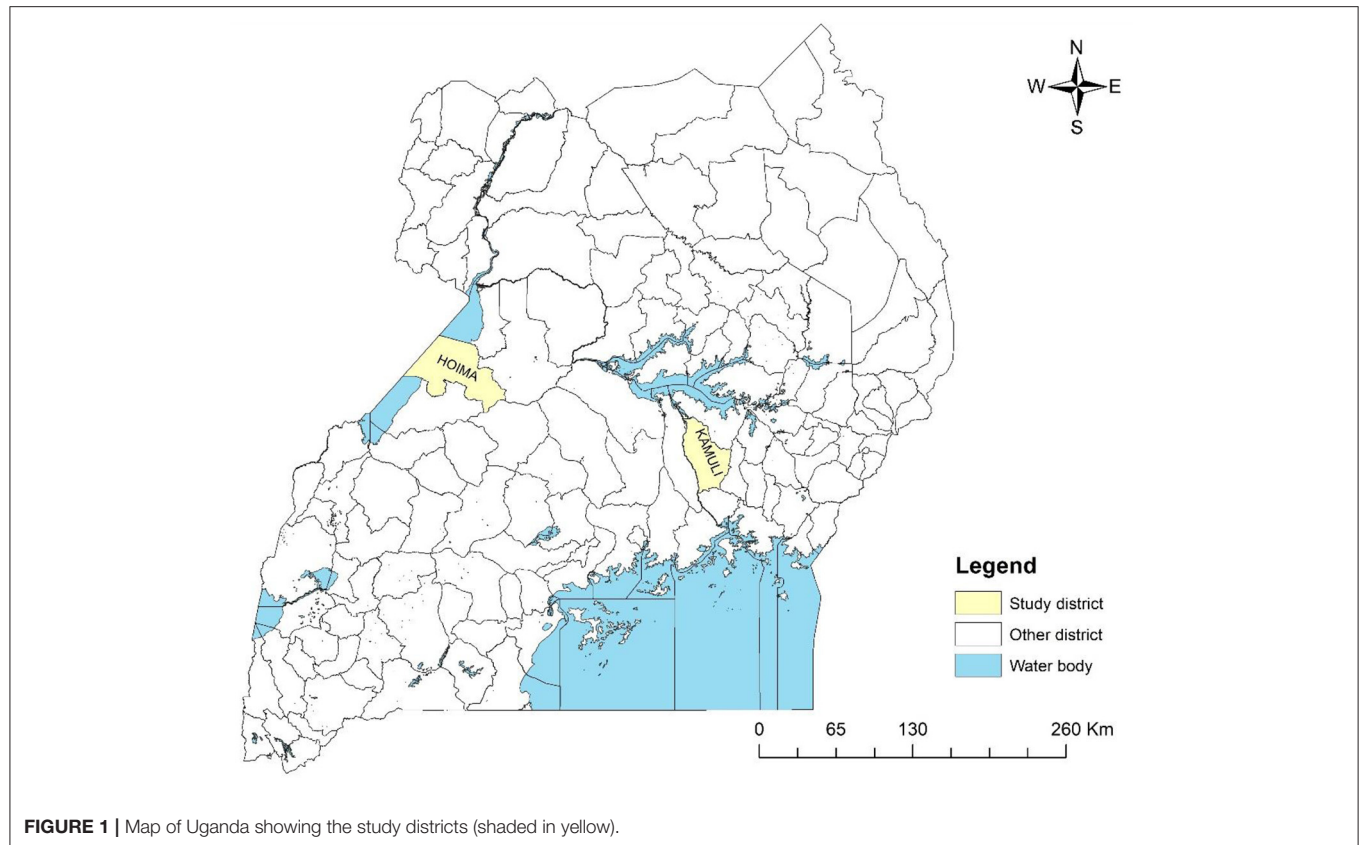 N
W E
S
HOIMA
KAMULI
Legend
Study district
Other district
Water body
0 65 130 260 Km
FIGURE 1 | Map of Uganda showing the study districts (shaded in yellow).